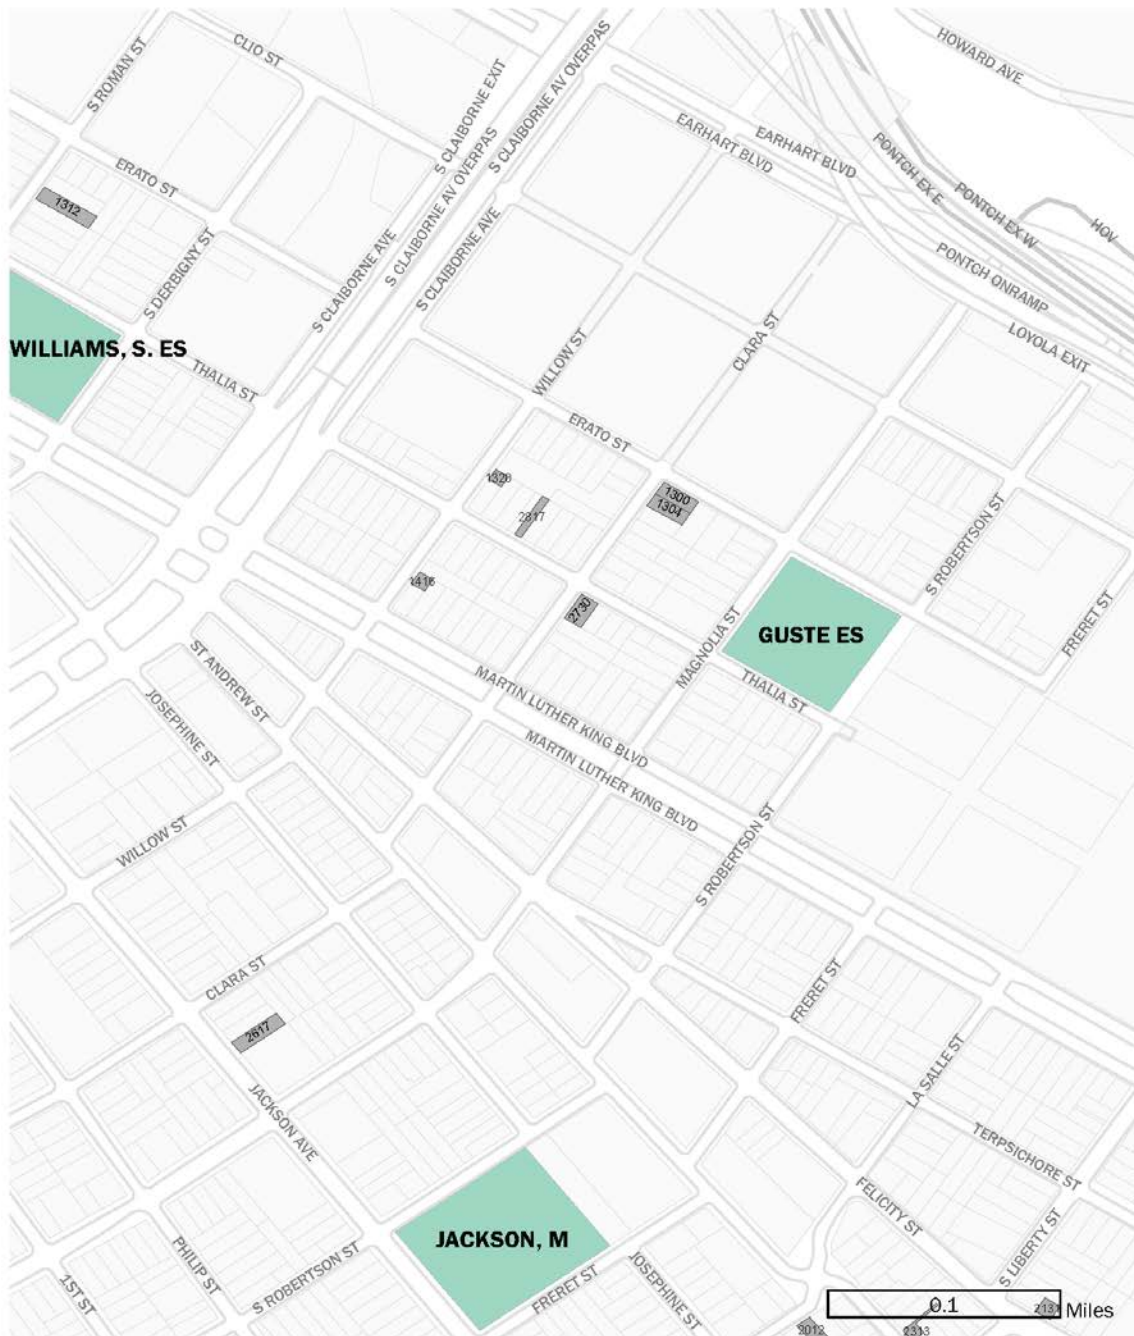 HOWARD AVE
CLIO ST
S ROMAN ST
S CLAIBORNE EXIT
S CLAIBORNE AV OVERPAS
EARHART BLVD
EARHART BLVD
PONTCH EX E
PONTCH EX W
HOV
ERATO ST
1312
S DERBIGNY ST
S CLAIBORNE AVE
S CLAIBORNE AV OVERPAS
S CLAIBORNE AVE
PONTCH ONRAMP
LOYOLA EXIT
WILLIAMS, S. ES
THALIA ST
WILLOW ST
CLARA ST
ERATO ST
1328
2817
1300
1304
S ROBERTSON ST
1416
2730
MAGNOLIA ST
GUSTE ES
FRERET ST
THALIA ST
ST ANDREW ST
JOSEPHINE ST
MARTIN LUTHER KING BLVD
MARTIN LUTHER KING BLVD
WILLOW ST
S ROBERTSON ST
CLARA ST
FRERET ST
2617
LA SALLE ST
JACKSON AVE
TERPSICHORE ST
FELICITY ST
JACKSON, M
S LIBERTY ST
PHILIP ST
S ROBERTSON ST
1ST ST
FRERET ST
JOSEPHINE ST
0.1
2131
Miles
2012
2313